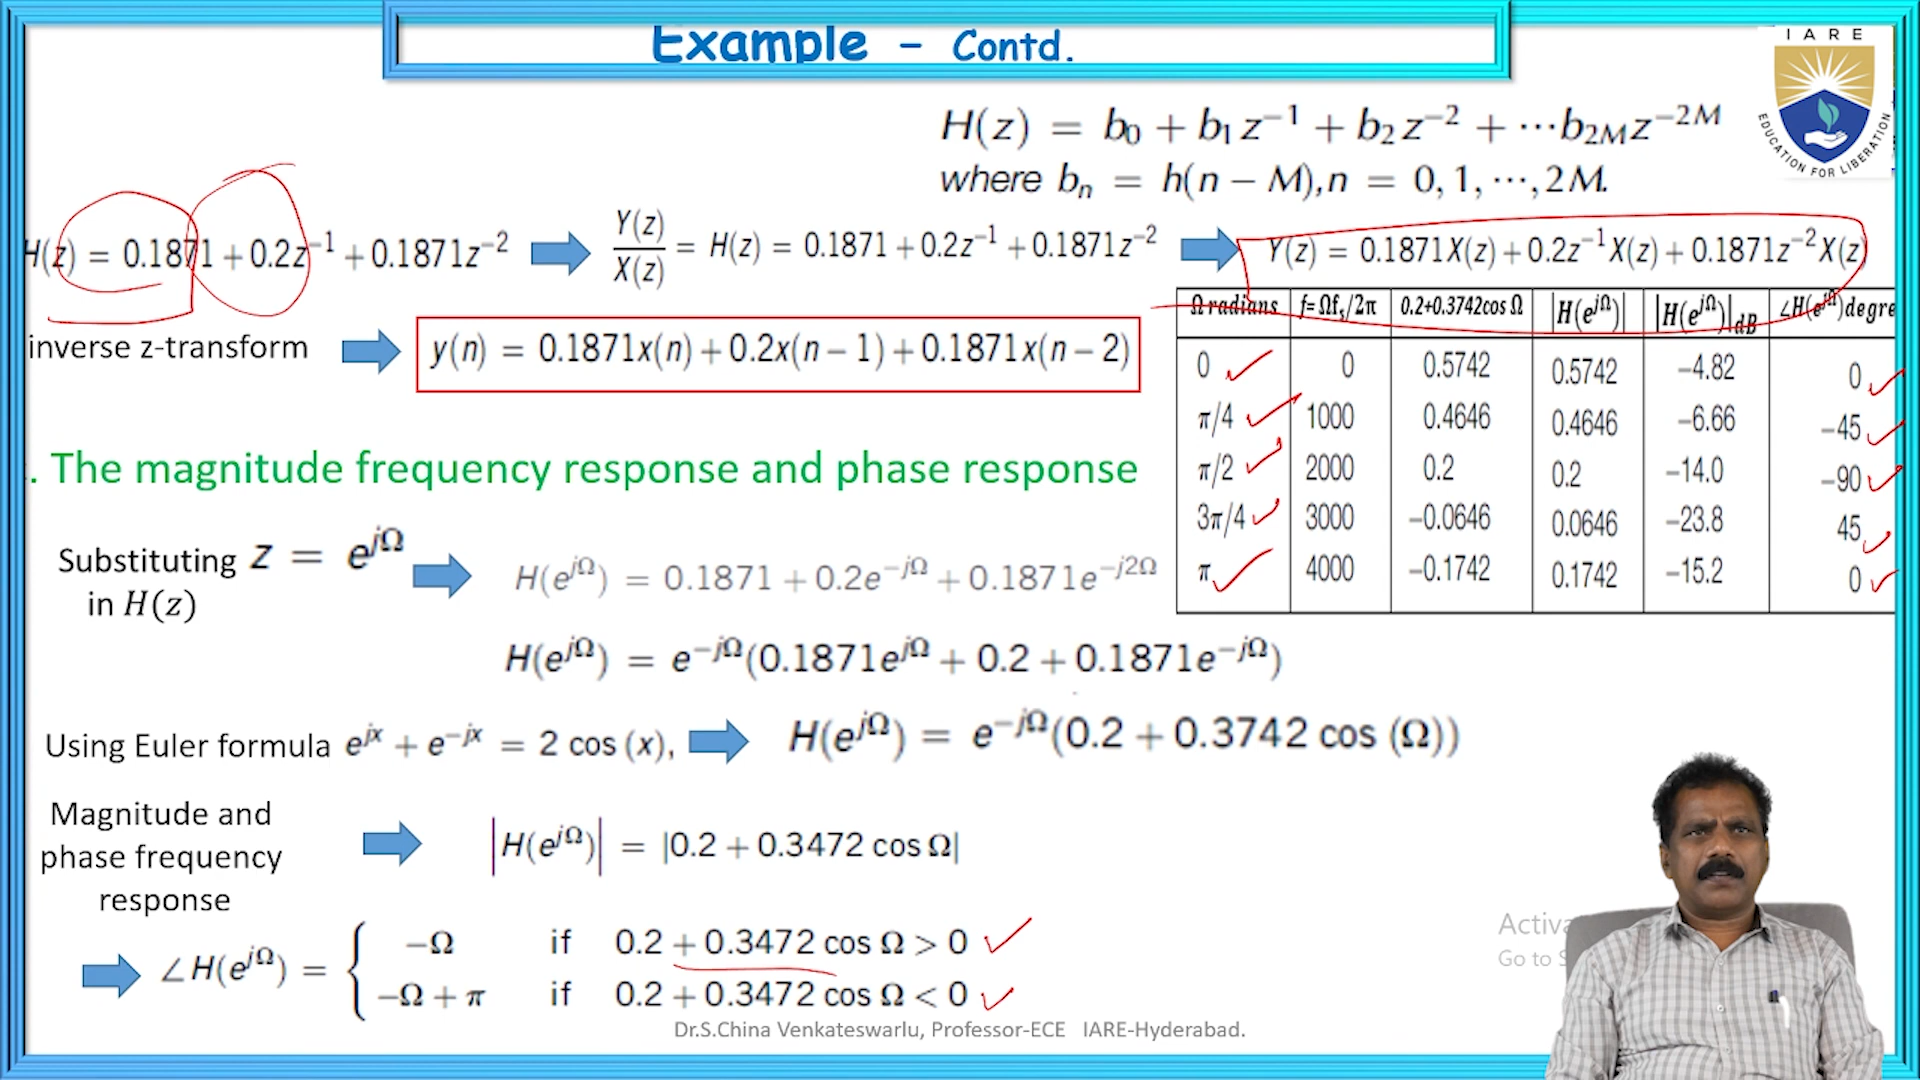 Example – Contd.
I A R E
EDUCATION FOR LIBERATION
H(z) = b₀ + b₁z⁻¹ + b₂z⁻² + ⋯b₂ₘz⁻²ᴹ
where bₙ = h(n − M), n = 0, 1, ⋯, 2M.
H(z) = 0.1871 + 0.2z⁻¹ + 0.1871z⁻²
Y(z)/X(z) = H(z) = 0.1871 + 0.2z⁻¹ + 0.1871z⁻²
Y(z) = 0.1871X(z) + 0.2z⁻¹X(z) + 0.1871z⁻²X(z)
inverse z-transform
y(n) = 0.1871x(n) + 0.2x(n − 1) + 0.1871x(n − 2)
Ω radians f= Ωfₛ/2π 0.2+0.3742cos Ω |H(e^{jΩ})| |H(e^{jΩ})|dB ∠H(e^{jΩ})degre
0 0 0.5742 0.5742 −4.82 0
π/4 1000 0.4646 0.4646 −6.66 −45
π/2 2000 0.2 0.2 −14.0 −90
3π/4 3000 −0.0646 0.0646 −23.8 45
π 4000 −0.1742 0.1742 −15.2 0
. The magnitude frequency response and phase response
Substituting z = e^{jΩ}
in H(z)
H(e^{jΩ}) = 0.1871 + 0.2e^{−jΩ} + 0.1871e^{−j2Ω}
H(e^{jΩ}) = e^{−jΩ}(0.1871e^{jΩ} + 0.2 + 0.1871e^{−jΩ})
Using Euler formula e^{jx} + e^{−jx} = 2 cos (x),
H(e^{jΩ}) = e^{−jΩ}(0.2 + 0.3742 cos (Ω))
Magnitude and
phase frequency
response
|H(e^{jΩ})| = |0.2 + 0.3472 cos Ω|
∠H(e^{jΩ}) = {
−Ω if 0.2 + 0.3472 cos Ω > 0
−Ω + π if 0.2 + 0.3472 cos Ω < 0
Activa
Go to S
Dr.S.China Venkateswarlu, Professor-ECE IARE-Hyderabad.